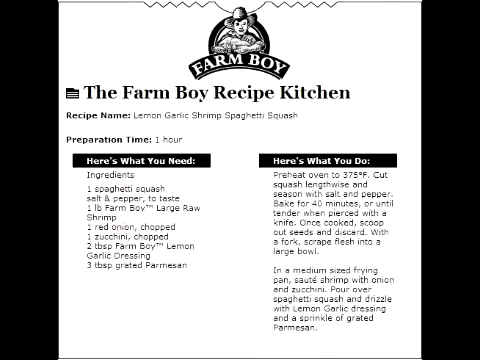 FARM BOY
The Farm Boy Recipe Kitchen
Recipe Name: Lemon Garlic Shrimp Spaghetti Squash
Preparation Time: 1 hour
Here's What You Need:
Ingredients
1 spaghetti squash
salt & pepper, to taste
1 lb Farm Boy™ Large Raw
Shrimp
1 red onion, chopped
1 zucchini, chopped
2 tbsp Farm Boy™ Lemon
Garlic Dressing
3 tbsp grated Parmesan
Here's What You Do:
Preheat oven to 375°F. Cut
squash lengthwise and
season with salt and pepper.
Bake for 40 minutes, or until
tender when pierced with a
knife. Once cooked, scoop
out seeds and discard. With
a fork, scrape flesh into a
large bowl.
In a medium sized frying
pan, sauté shrimp with onion
and zucchini. Pour over
spaghetti squash and drizzle
with Lemon Garlic dressing
and a sprinkle of grated
Parmesan.